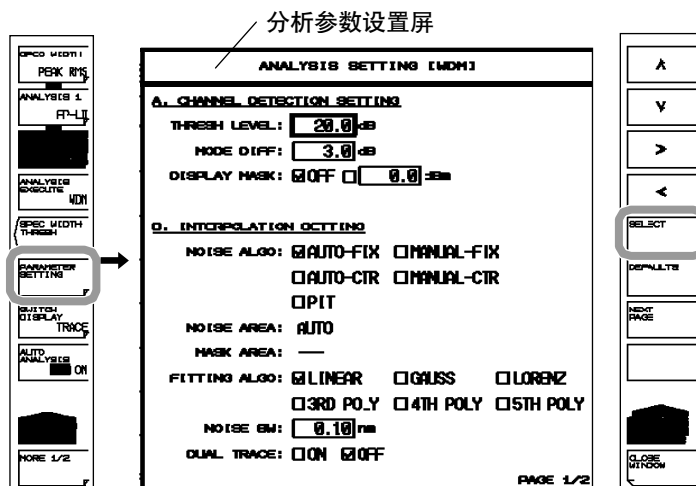 分析参数设置屏
SPEC WIDTH
PEAK RMS
ANALYSIS 1
FP-LD
ANALYSIS
EXECUTE
WDM
SPEC WIDTH
THRESH
PARAMETER
SETTING
SWITCH
DISPLAY
TRACE
AUTO
ANALYSIS
ON
MORE 1/2
ANALYSIS SETTING [WDM]
A. CHANNEL DETECTION SETTING
THRESH LEVEL: 20.0 dB
MODE DIFF: 3.0 dB
DISPLAY MASK: ☑OFF ☐ 0.0 dBm
INTERPOLATION SETTING
NOISE ALGO: ☑AUTO-FIX ☐MANUAL-FIX
☐AUTO-CTR ☐MANUAL-CTR
☐PIT
NOISE AREA: AUTO
MASK AREA: ──
FITTING ALGO: ☑LINEAR ☐GAUSS ☐LORENZ
☐3RD POLY ☐4TH POLY ☐5TH POLY
NOISE BW: 0.10 nm
DUAL TRACE: ☐ON ☑OFF
PAGE 1/2
SELECT
DEFAULTS
NEXT
PAGE
CLOSE
WINDOW